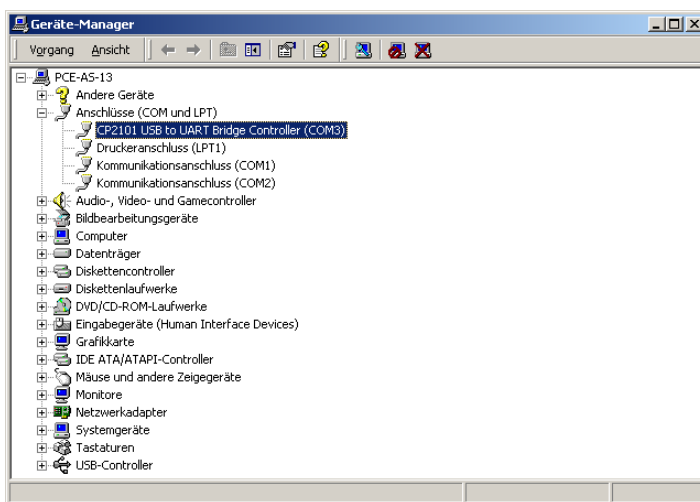 Geräte-Manager
Vorgang Ansicht
PCE-AS-13
Andere Geräte
Anschlüsse (COM und LPT)
CP2101 USB to UART Bridge Controller (COM3)
Druckeranschluss (LPT1)
Kommunikationsanschluss (COM1)
Kommunikationsanschluss (COM2)
Audio-, Video- und Gamecontroller
Bildbearbeitungsgeräte
Computer
Datenträger
Diskettencontroller
Diskettenlaufwerke
DVD/CD-ROM-Laufwerke
Eingabegeräte (Human Interface Devices)
Grafikkarte
IDE ATA/ATAPI-Controller
Mäuse und andere Zeigegeräte
Monitore
Netzwerkadapter
Systemgeräte
Tastaturen
USB-Controller